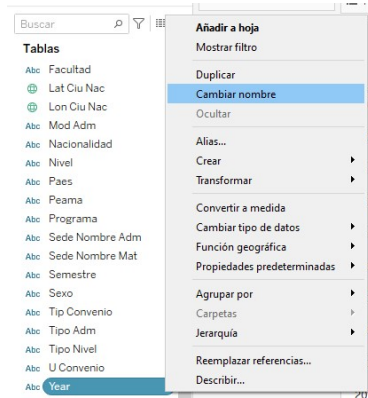 Buscar
Tablas
Abc Facultad
Lat Ciu Nac
Lon Ciu Nac
Abc Mod Adm
Abc Nacionalidad
Abc Nivel
Abc Paes
Abc Peama
Abc Programa
Abc Sede Nombre Adm
Abc Sede Nombre Mat
Abc Semestre
Abc Sexo
Abc Tip Convenio
Abc Tipo Adm
Abc Tipo Nivel
Abc U Convenio
Abc Year
Añadir a hoja
Mostrar filtro
Duplicar
Cambiar nombre
Ocultar
Alias...
Crear
Transformar
Convertir a medida
Cambiar tipo de datos
Función geográfica
Propiedades predeterminadas
Agrupar por
Carpetas
Jerarquía
Reemplazar referencias...
Describir...